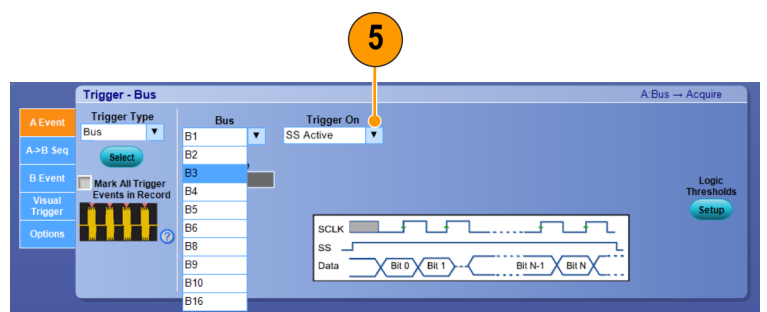 5
Trigger - Bus
A:Bus → Acquire
A Event
A->B Seq
B Event
Visual
Trigger
Options
Trigger Type
Bus
Select
Mark All Trigger
Events in Record
?
Bus
B1
B2
B3
B4
B5
B6
B8
B9
B10
B16
Trigger On
SS Active
SCLK
SS
Data
Bit 0
Bit 1
Bit N-1
Bit N
Logic
Thresholds
Setup